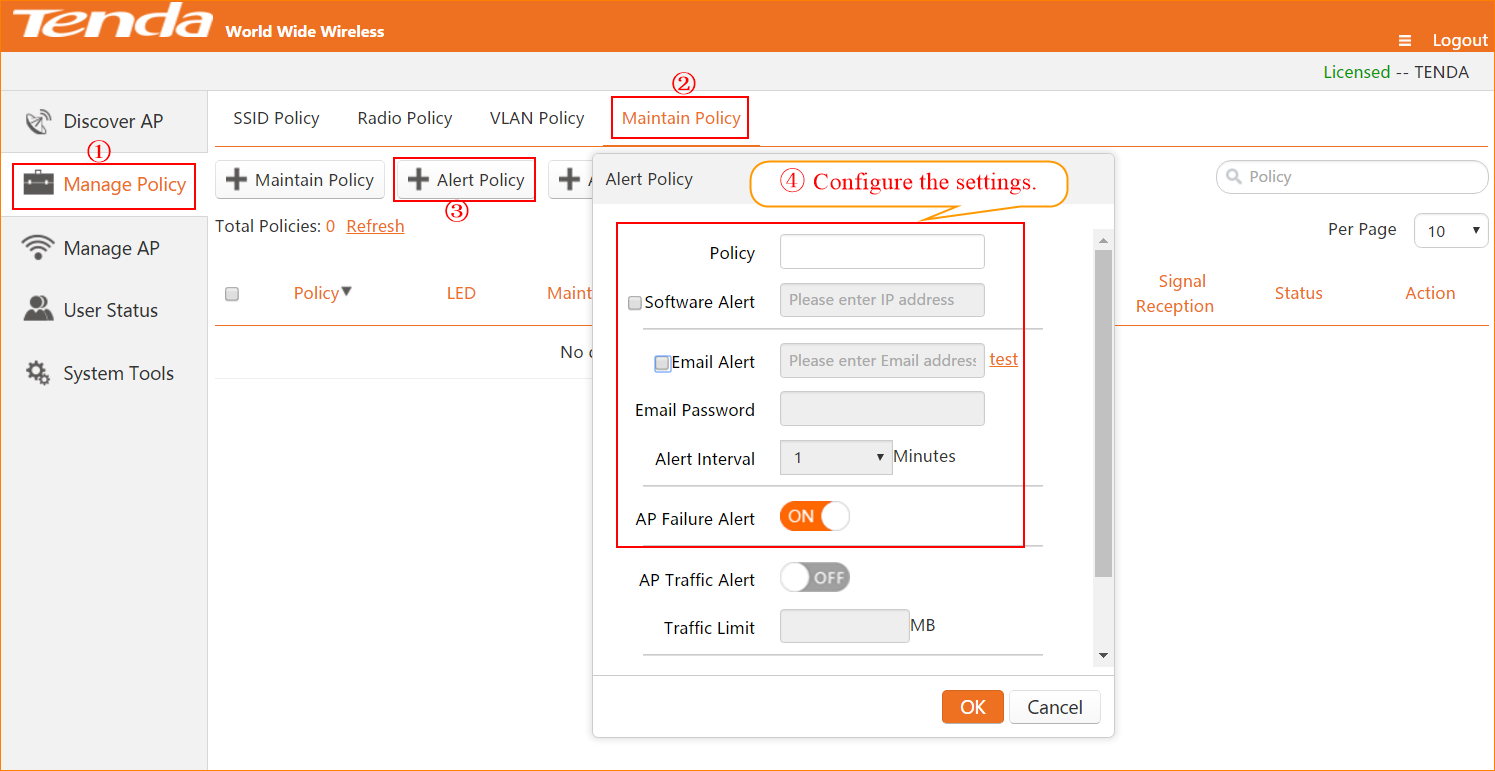 Tenda World Wide Wireless
Logout
Licensed -- TENDA
②
SSID Policy Radio Policy VLAN Policy Maintain Policy
Discover AP
①
Manage Policy
Manage AP
User Status
System Tools
Maintain Policy Alert Policy
③
Policy
Total Policies: 0 Refresh
Per Page 10
Policy▼ LED Maint Signal Reception Status Action
No
Alert Policy
④ Configure the settings.
Policy
Software Alert Please enter IP address
Email Alert Please enter Email address test
Email Password
Alert Interval 1 Minutes
AP Failure Alert ON
AP Traffic Alert OFF
Traffic Limit MB
OK Cancel